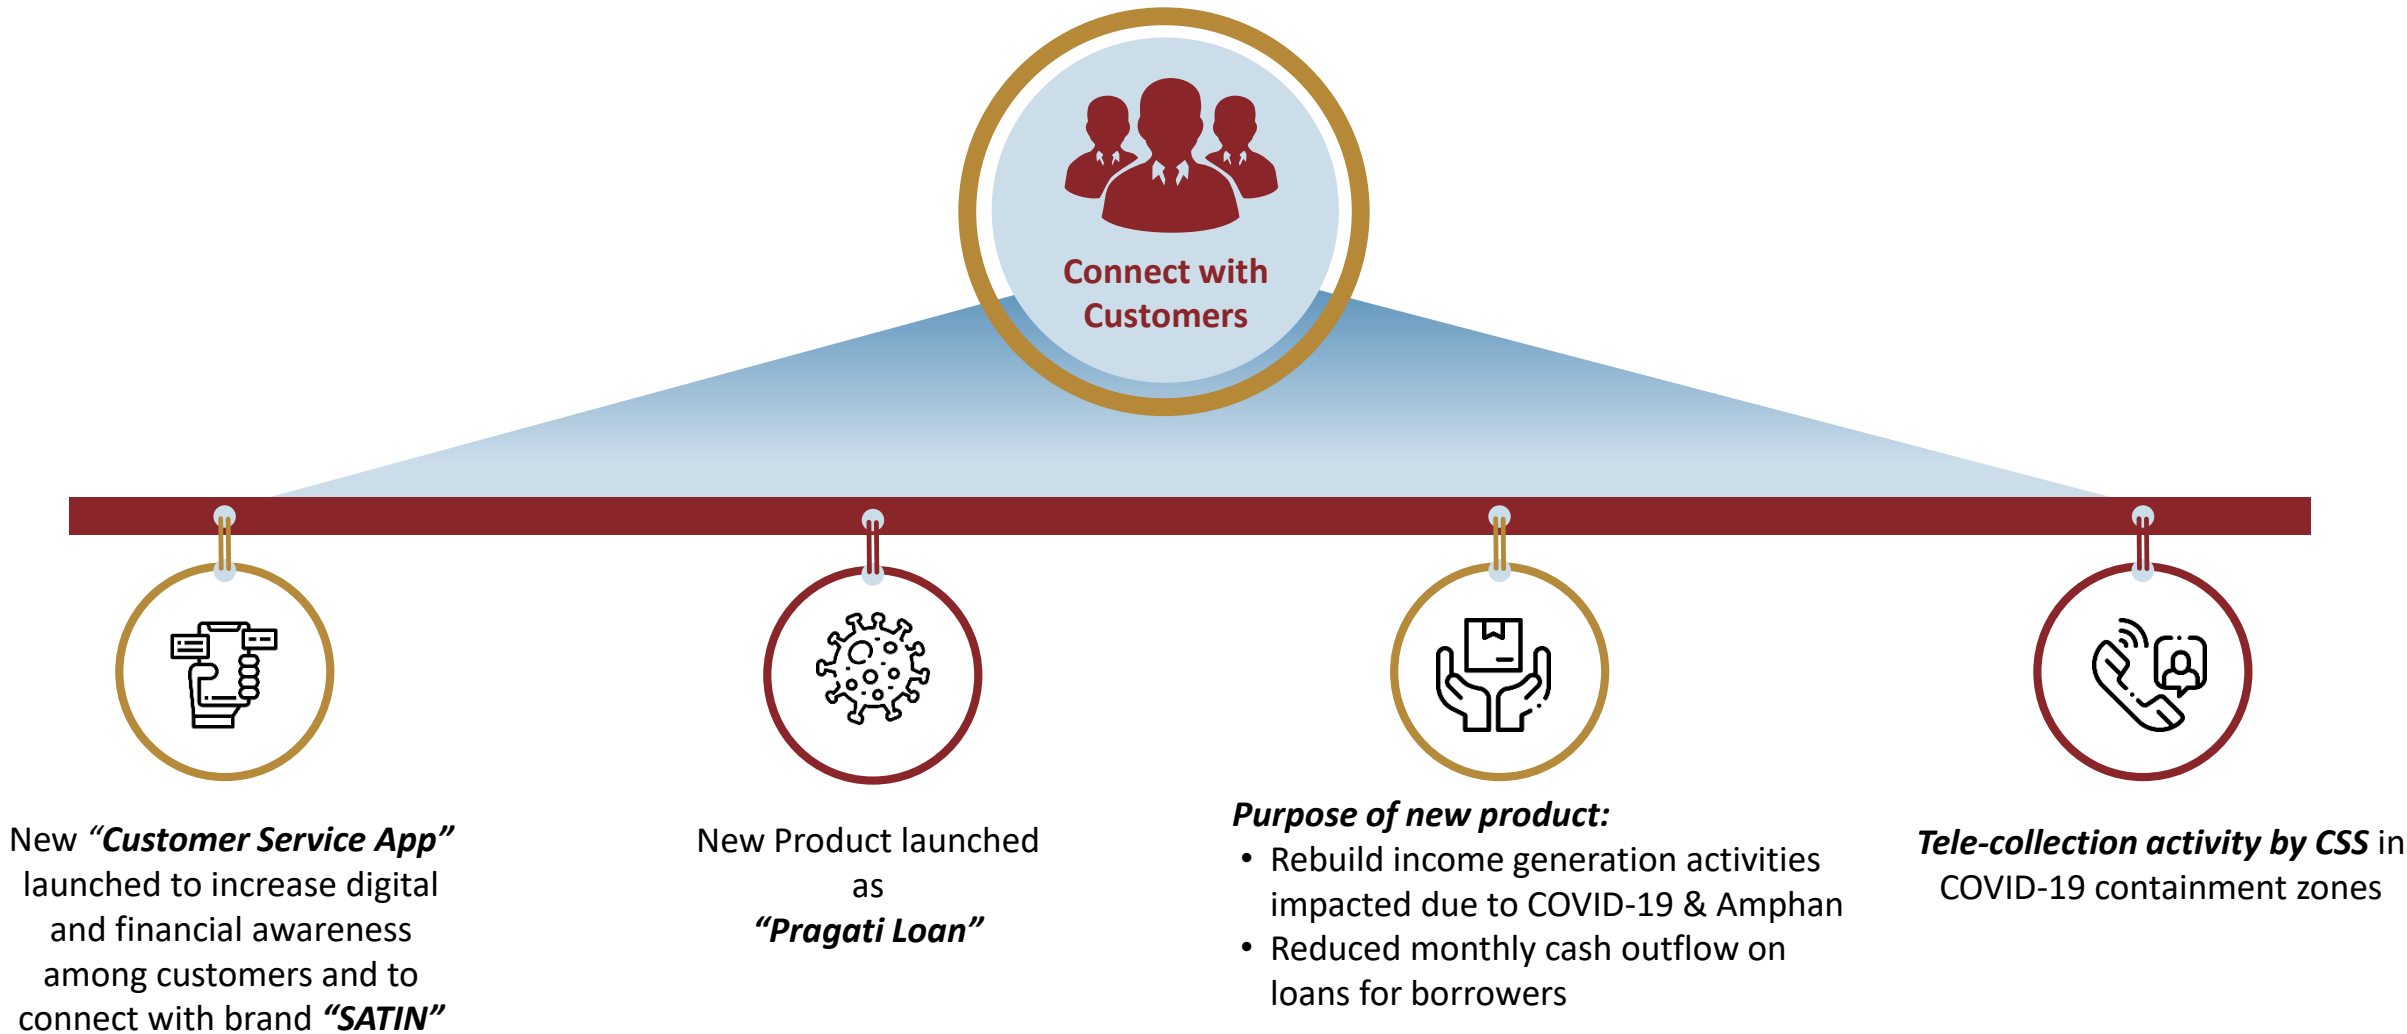 Connect with
Customers
New “Customer Service App”
launched to increase digital
and financial awareness
among customers and to
connect with brand “SATIN”
New Product launched
as
“Pragati Loan”
Purpose of new product:
• Rebuild income generation activities
impacted due to COVID-19 & Amphan
• Reduced monthly cash outflow on
loans for borrowers
Tele-collection activity by CSS in
COVID-19 containment zones